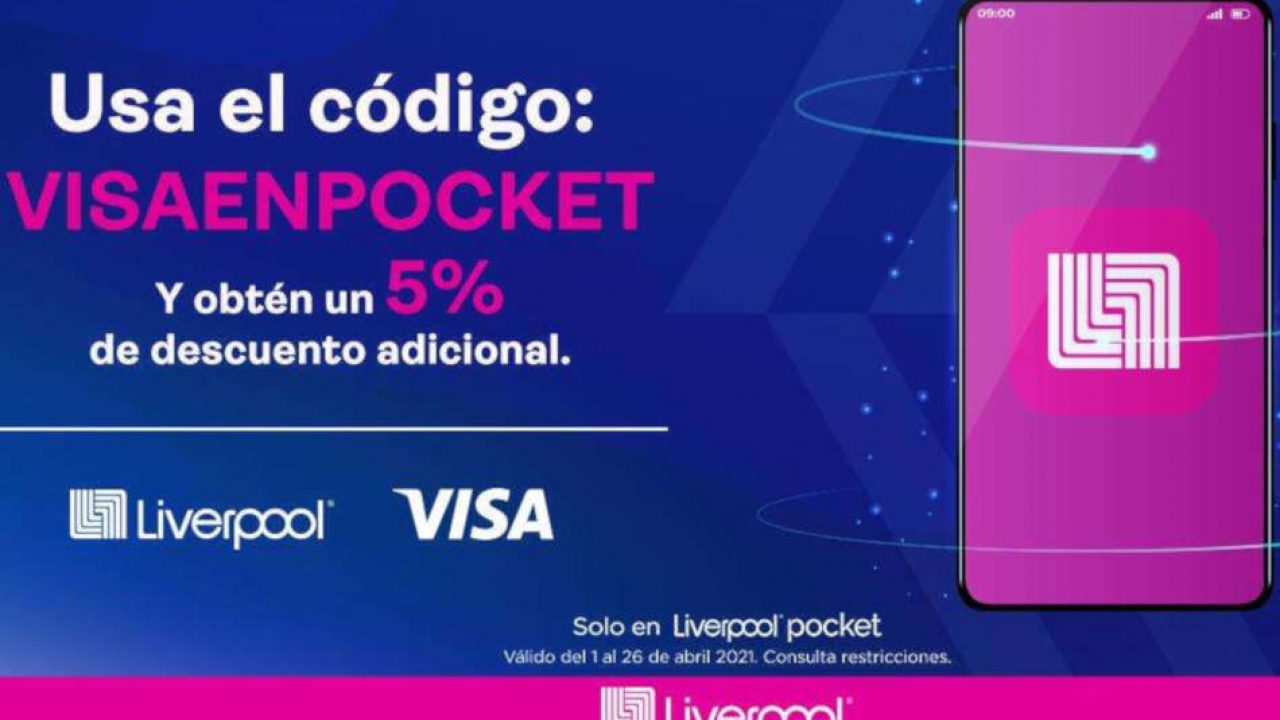 09:00
Usa el código:
VISAENPOCKET
Y obtén un 5%
de descuento adicional.
Liverpool
VISA
Solo en Liverpool pocket
Válido del 1 al 26 de abril 2021. Consulta restricciones.
Liverpool